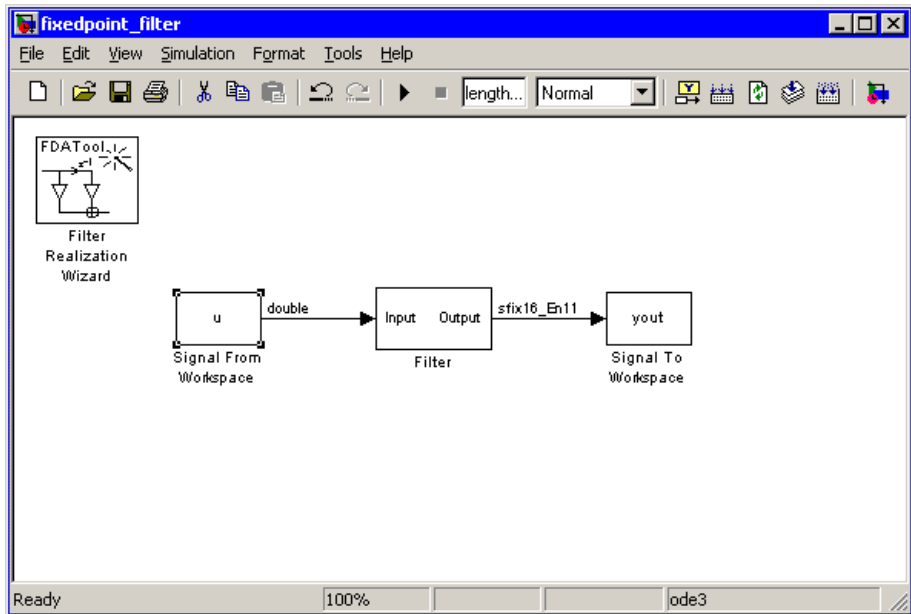 fixedpoint_filter
File Edit View Simulation Format Tools Help
length... Normal
FDATool
z-1
Filter
Realization
Wizard
u
double
Input Output
sfix16_En11
yout
Signal From
Workspace
Filter
Signal To
Workspace
Ready 100% ode3